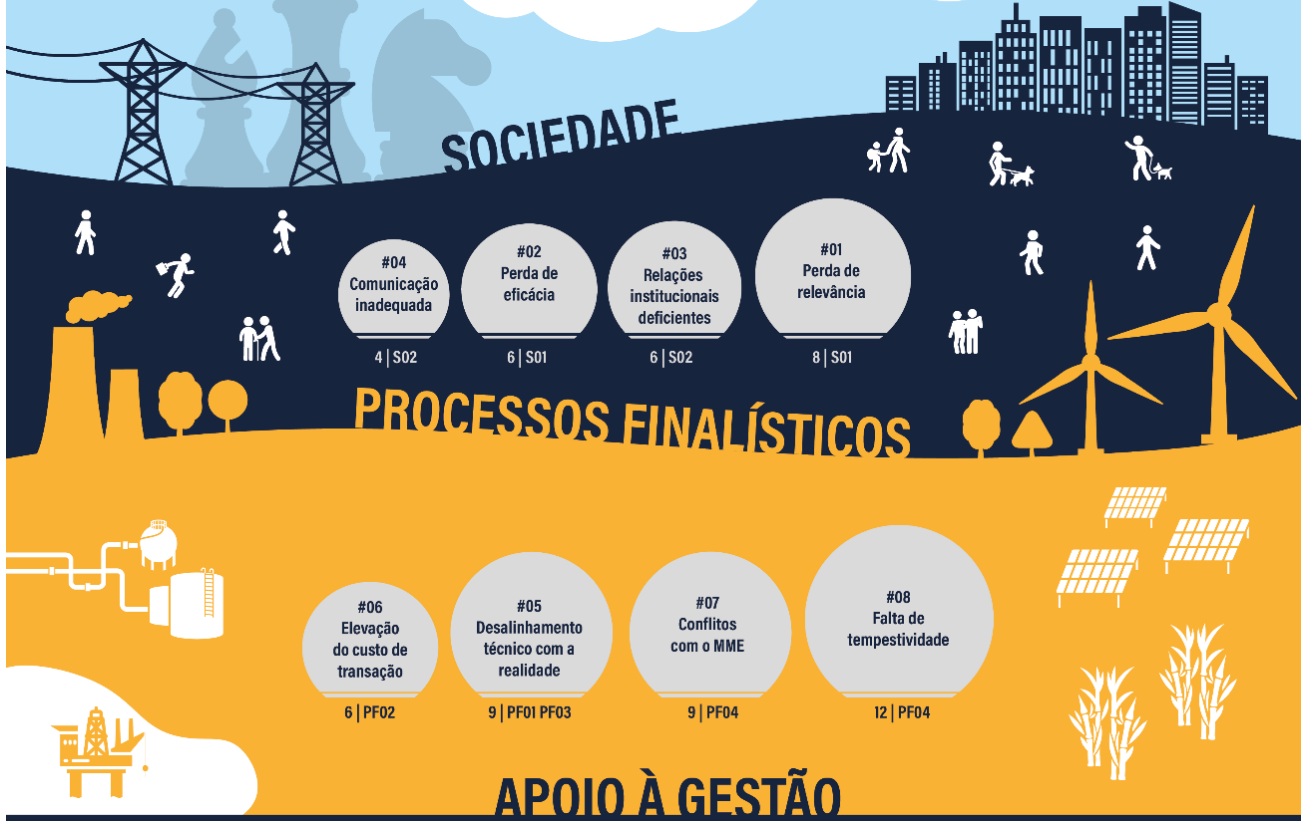 SOCIEDADE
#04
Comunicação
inadequada
4 | S02
#02
Perda de
eficácia
6 | S01
#03
Relações
institucionais
deficientes
6 | S02
#01
Perda de
relevância
8 | S01
PROCESSOS FINALÍSTICOS
#06
Elevação
do custo de
transação
6 | PF02
#05
Desalinhamento
técnico com a
realidade
9 | PF01 PF03
#07
Conflitos
com o MME
9 | PF04
#08
Falta de
tempestividade
12 | PF04
APOIO À GESTÃO